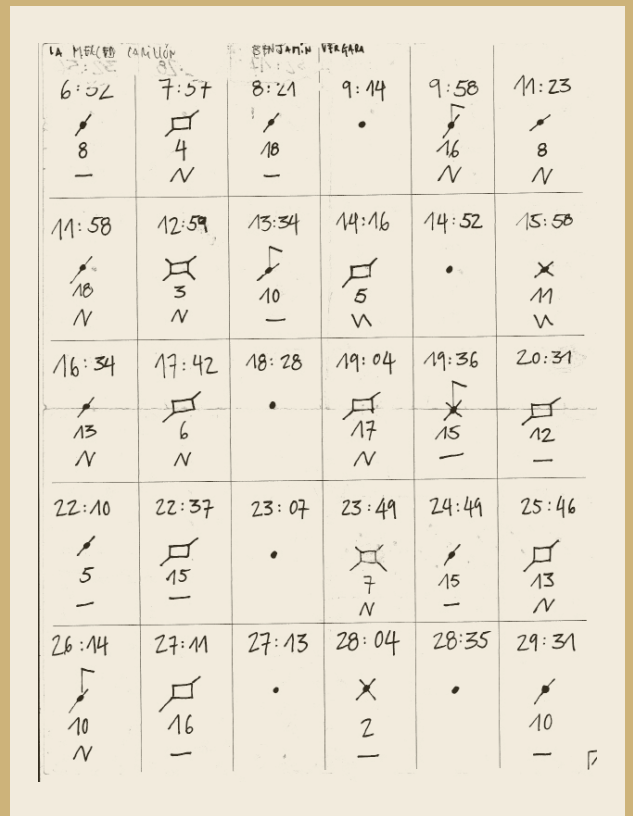 LA MERCED CARILLÓN BENJAMÍN VERGARA
6:52 7:57 8:21 9:14 9:58 11:23
8 4 18 16 8
— N — N N
11:58 12:59 13:34 14:16 14:52 15:58
18 3 10 5 11
N N — N N
16:34 17:42 18:28 19:04 19:36 20:31
13 6 17 15 12
N N N — —
22:10 22:37 23:07 23:49 24:49 25:46
5 15 7 15 13
— — N — N
26:14 27:11 27:13 28:04 28:35 29:31
10 16 2 10
N — — —